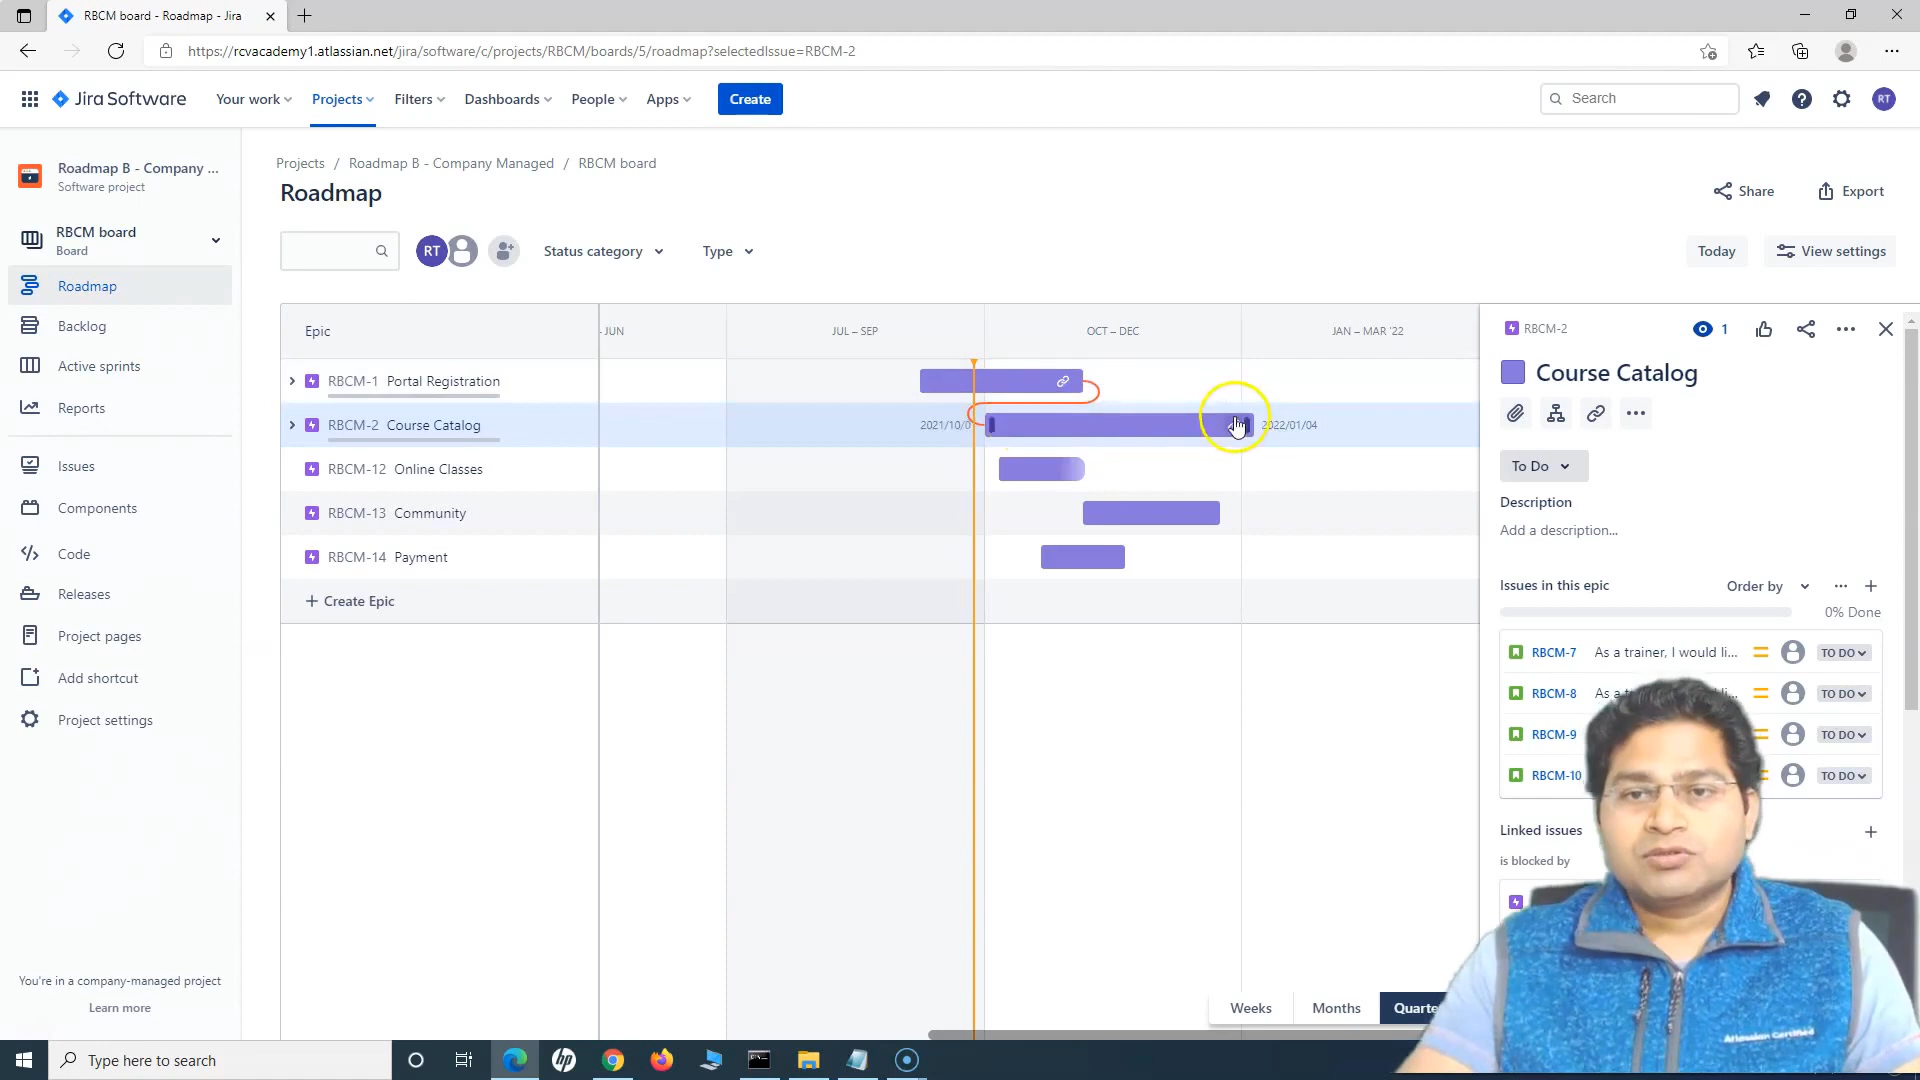 RBCM board - Roadmap - Jira
https://rcvacademy1.atlassian.net/jira/software/c/projects/RBCM/boards/5/roadmap?selectedIssue=RBCM-2
Jira Software
Your work
Projects
Filters
Dashboards
People
Apps
Create
Search
RT
Roadmap B - Company ...
Software project
RBCM board
Board
Roadmap
Backlog
Active sprints
Reports
Issues
Components
Code
Releases
Project pages
Add shortcut
Project settings
You're in a company-managed project
Learn more
Projects / Roadmap B - Company Managed / RBCM board
Roadmap
Share
Export
RT
Status category
Type
Today
View settings
Epic
- JUN
JUL – SEP
OCT – DEC
JAN – MAR '22
RBCM-1 Portal Registration
RBCM-2 Course Catalog
2021/10/0
2022/01/04
RBCM-12 Online Classes
RBCM-13 Community
RBCM-14 Payment
+ Create Epic
Weeks
Months
Quarte
RBCM-2
1
Course Catalog
To Do
Description
Add a description...
Issues in this epic
Order by
0% Done
RBCM-7 As a trainer, I would li... TO DO
RBCM-8 TO DO
RBCM-9 TO DO
RBCM-10 TO DO
Linked issues
is blocked by
Atlassian Certified
Type here to search